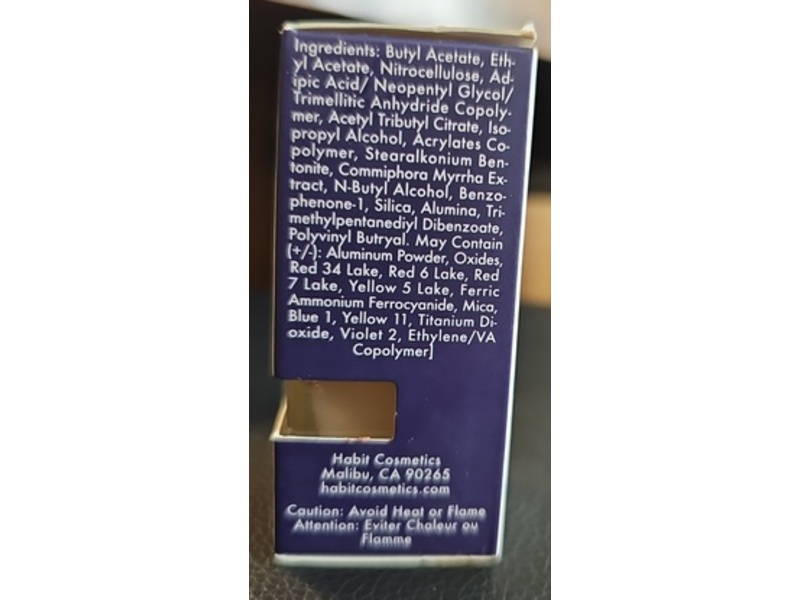 Ingredients: Butyl Acetate, Eth-
yl Acetate, Nitrocellulose, Ad-
ipic Acid/ Neopentyl Glycol/
Trimellitic Anhydride Copoly-
mer, Acetyl Tributyl Citrate, Iso-
propyl Alcohol, Acrylates Co-
polymer, Stearalkonium Ben-
tonite, Commiphora Myrrha Ex-
tract, N-Butyl Alcohol, Benzo-
phenone-1, Silica, Alumina, Tri-
methylpentanediyl Dibenzoate,
Polyvinyl Butryal. May Contain
(+/-): Aluminum Powder, Oxides,
Red 34 Lake, Red 6 Lake, Red
7 Lake, Yellow 5 Lake, Ferric
Ammonium Ferrocyanide, Mica,
Blue 1, Yellow 11, Titanium Di-
oxide, Violet 2, Ethylene/VA
Copolymer]
Habit Cosmetics
Malibu, CA 90265
habitcosmetics.com
Caution: Avoid Heat or Flame
Attention: Eviter Chaleur ou
Flamme